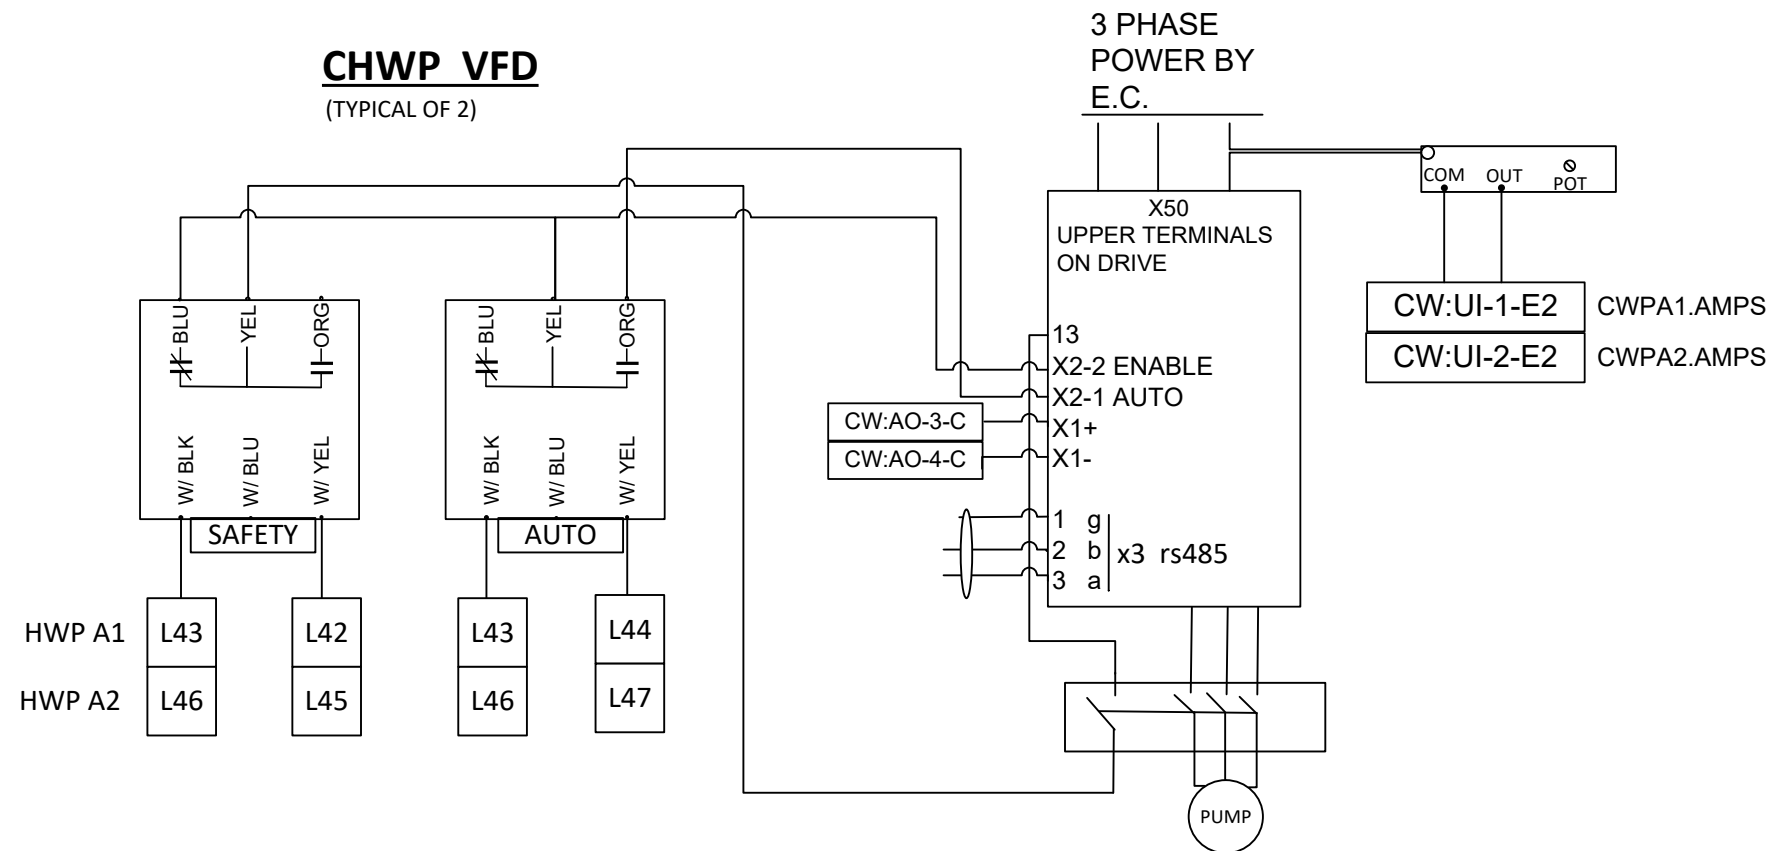 CHWP VFD
(TYPICAL OF 2)
3 PHASE
POWER BY
E.C.
COM OUT POT
CW:UI-1-E2 CWPA1.AMPS
CW:UI-2-E2 CWPA2.AMPS
X50
UPPER TERMINALS
ON DRIVE
13
X2-2 ENABLE
X2-1 AUTO
X1+
X1-
CW:AO-3-C
CW:AO-4-C
1 g
2 b
3 a
x3 rs485
BLU YEL ORG
W/ BLK W/ BLU W/ YEL
SAFETY
BLU YEL ORG
W/ BLK W/ BLU W/ YEL
AUTO
HWP A1 L43 L42 L43 L44
HWP A2 L46 L45 L46 L47
PUMP